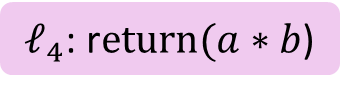 ℓ₄: return(a ∗ b)